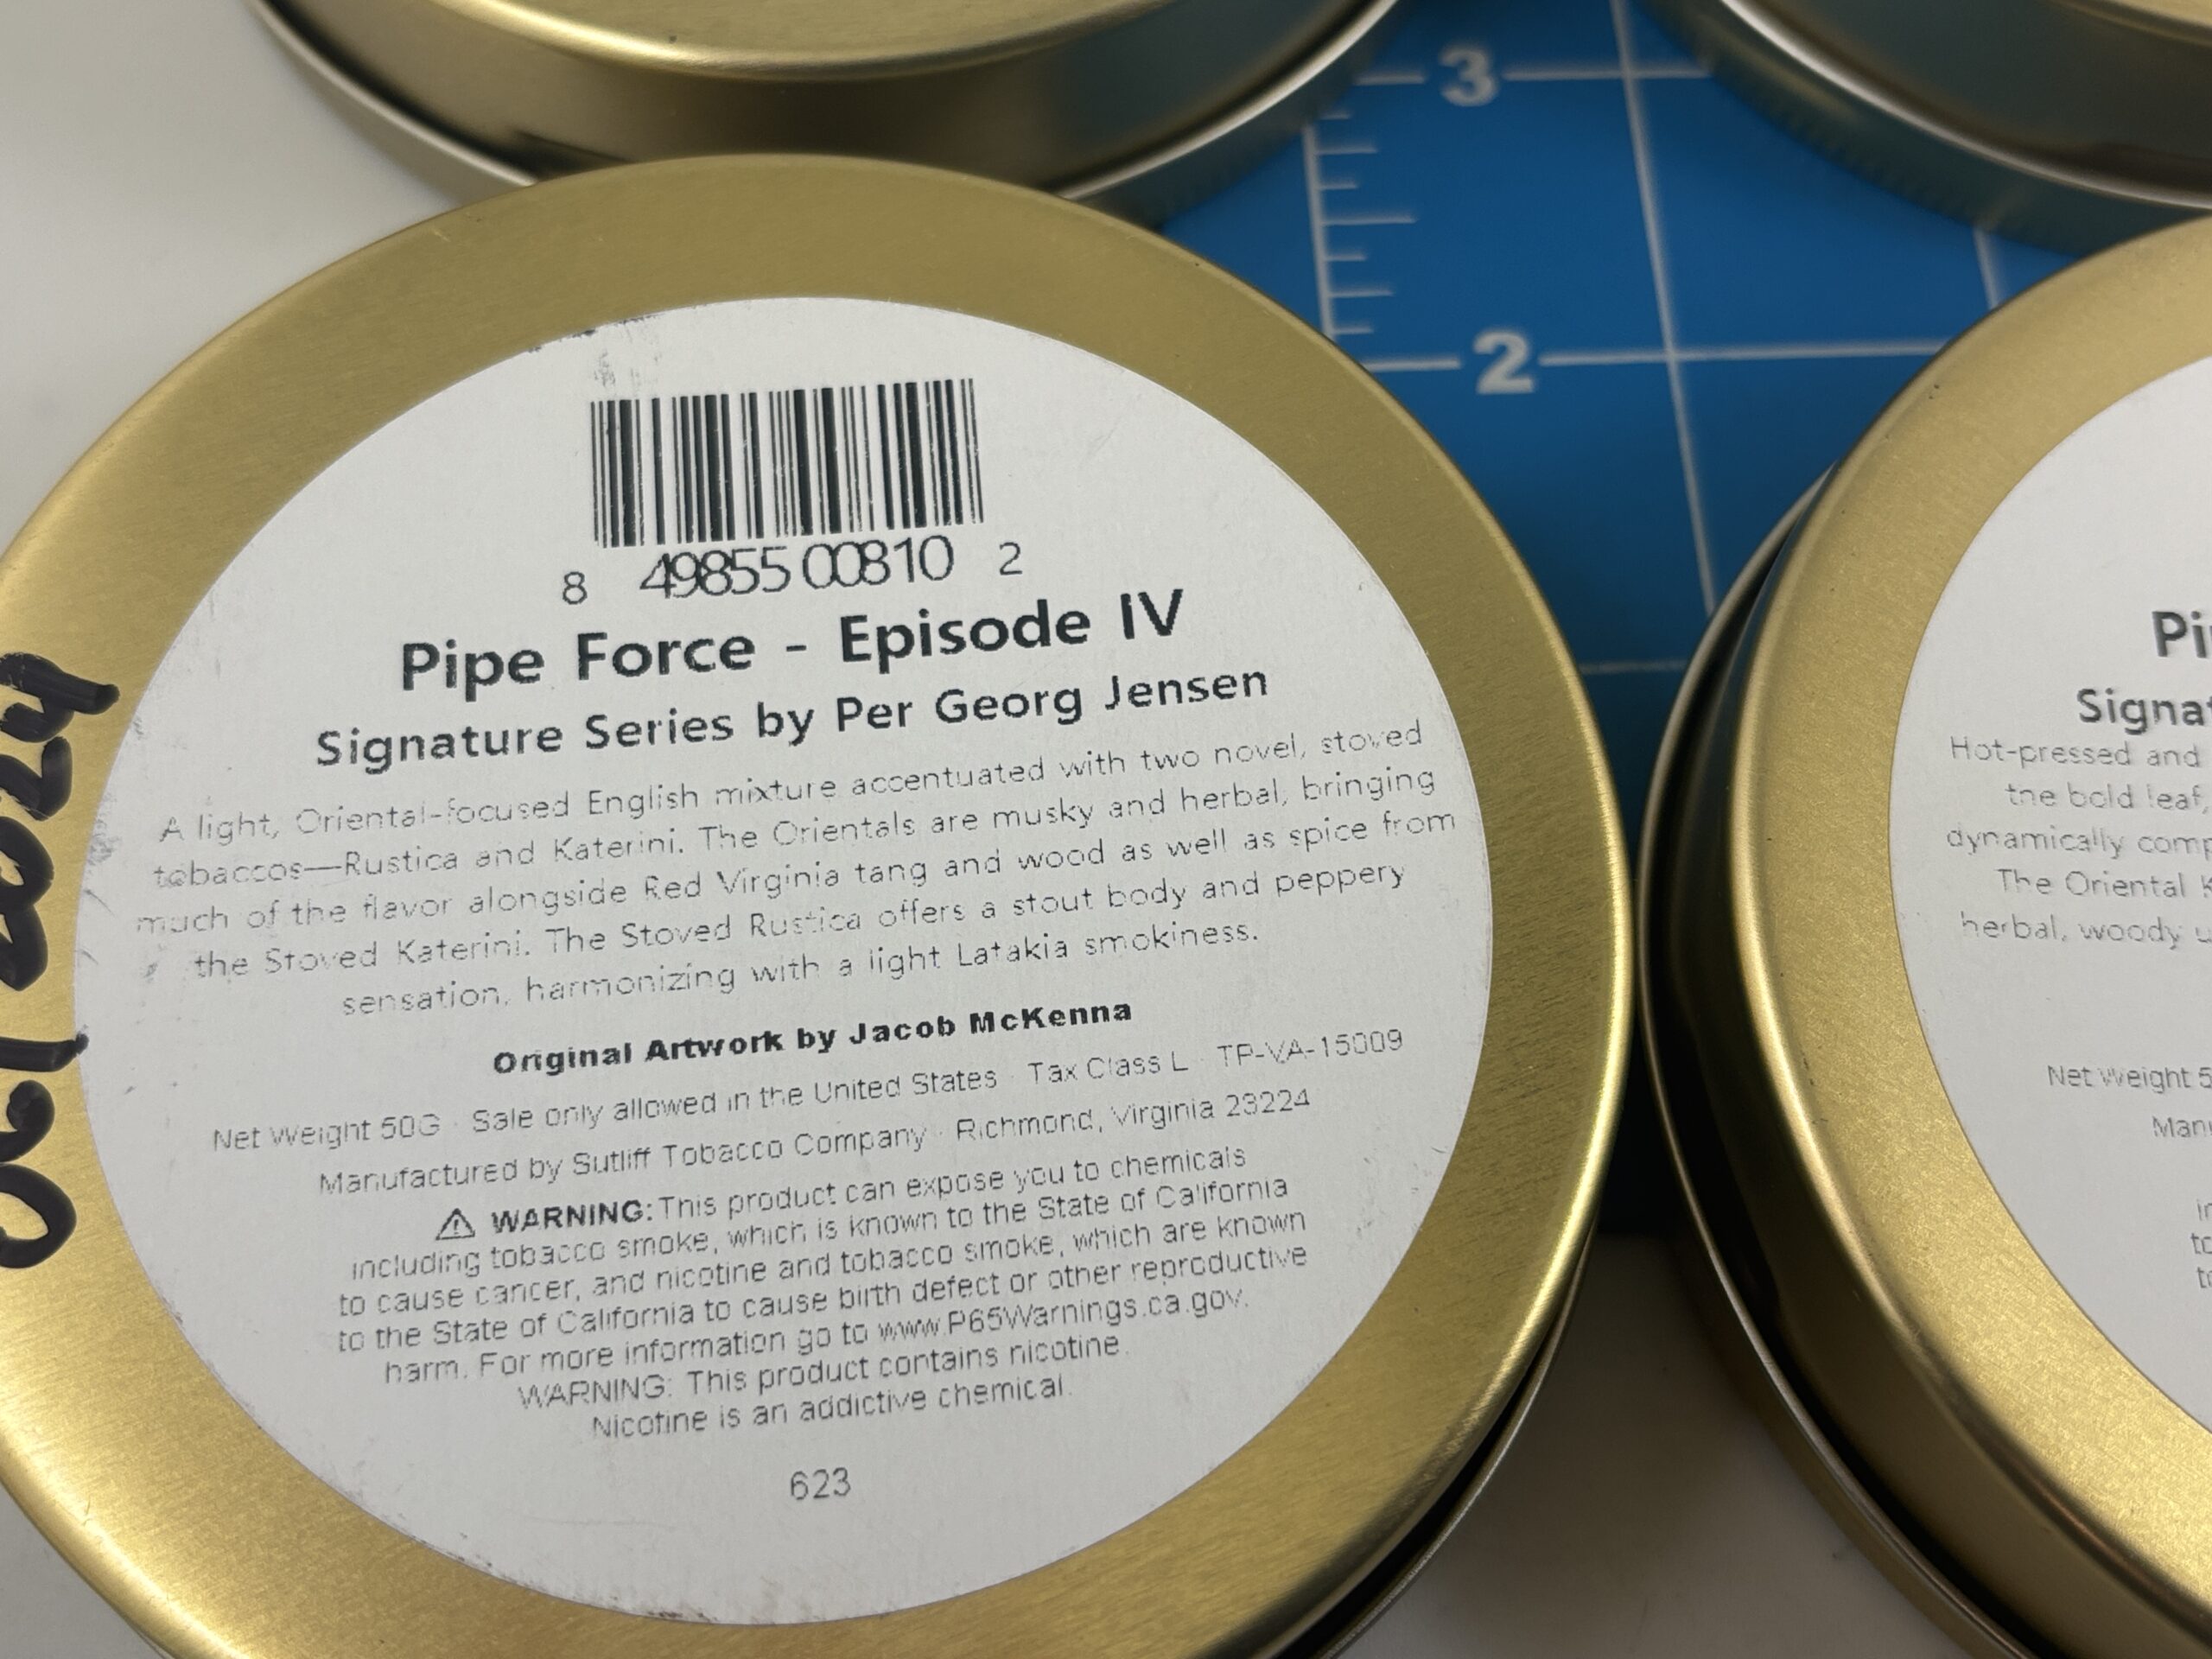 3
2
8 49855 00810 2
Pipe Force - Episode IV
Signature Series by Per Georg Jensen
A light, Oriental-focused English mixture accentuated with two novel, stoved
tobaccos—Rustica and Katerini. The Orientals are musky and herbal, bringing
much of the flavor alongside Red Virginia tang and wood as well as spice from
the Stoved Katerini. The Stoved Rustica offers a stout body and peppery
sensation, harmonizing with a light Latakia smokiness.
Original Artwork by Jacob McKenna
Net Weight 50G · Sale only allowed in the United States · Tax Class L · TP-VA-15009
Manufactured by Sutliff Tobacco Company · Richmond, Virginia 23224
⚠ WARNING: This product can expose you to chemicals
including tobacco smoke, which is known to the State of California
to cause cancer, and nicotine and tobacco smoke, which are known
to the State of California to cause birth defect or other reproductive
harm. For more information go to www.P65Warnings.ca.gov.
WARNING: This product contains nicotine.
Nicotine is an addictive chemical.
623
Oct 2024
Hot-pressed and
the bold leaf,
dynamically
The Oriental
herbal, woody
Net Weight